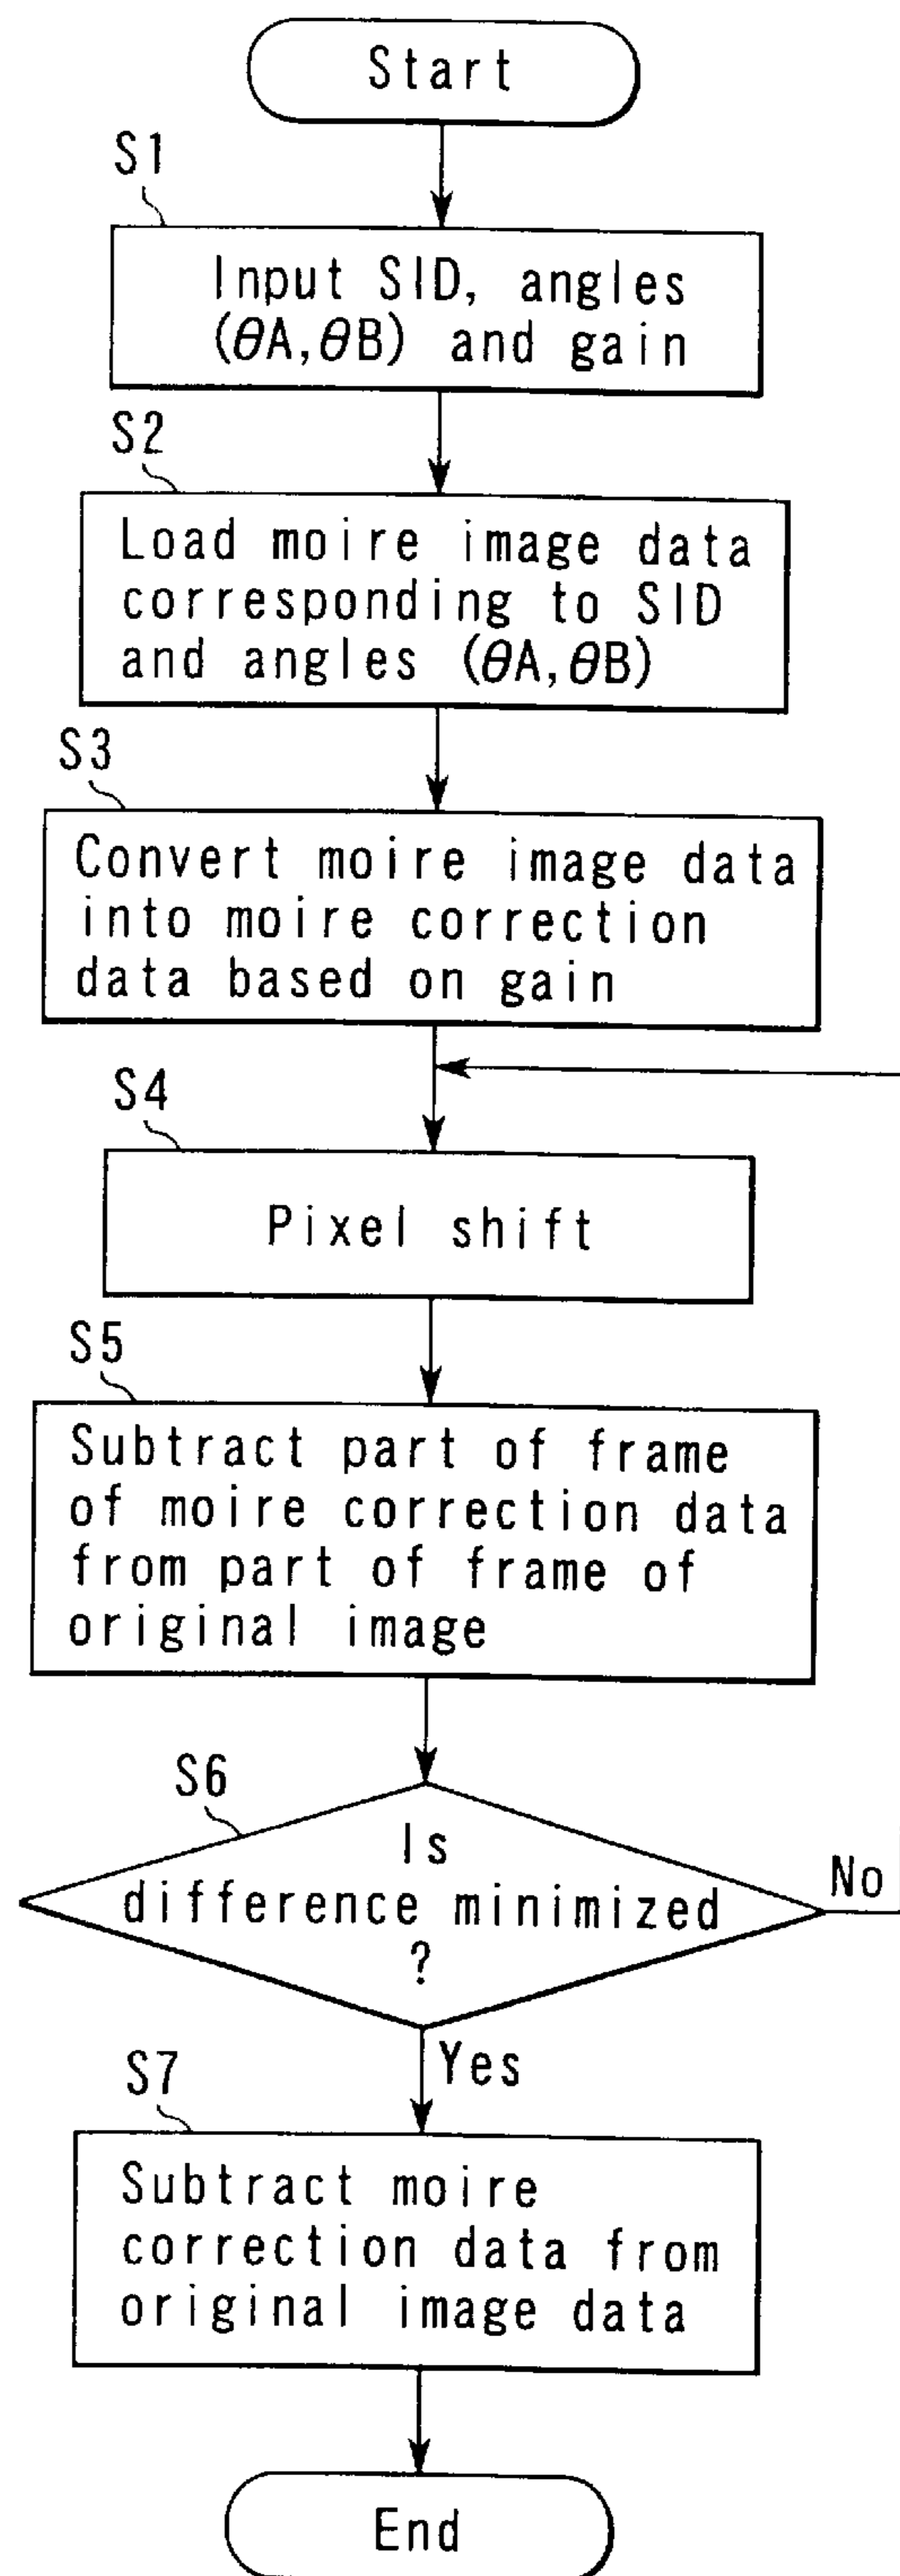 Start
S1
Input SID, angles
(θA,θB) and gain
S2
Load moire image data
corresponding to SID
and angles (θA,θB)
S3
Convert moire image data
into moire correction
data based on gain
S4
Pixel shift
S5
Subtract part of frame
of moire correction data
from part of frame of
original image
S6
Is
difference minimized
?
No
Yes
S7
Subtract moire
correction data from
original image data
End